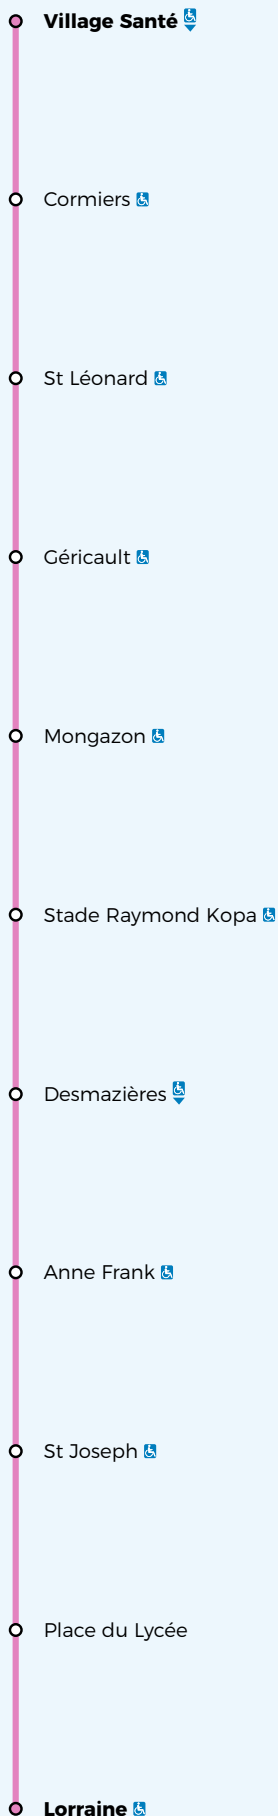 Village Santé
Cormiers
St Léonard
Géricault
Mongazon
Stade Raymond Kopa
Desmazières
Anne Frank
St Joseph
Place du Lycée
Lorraine